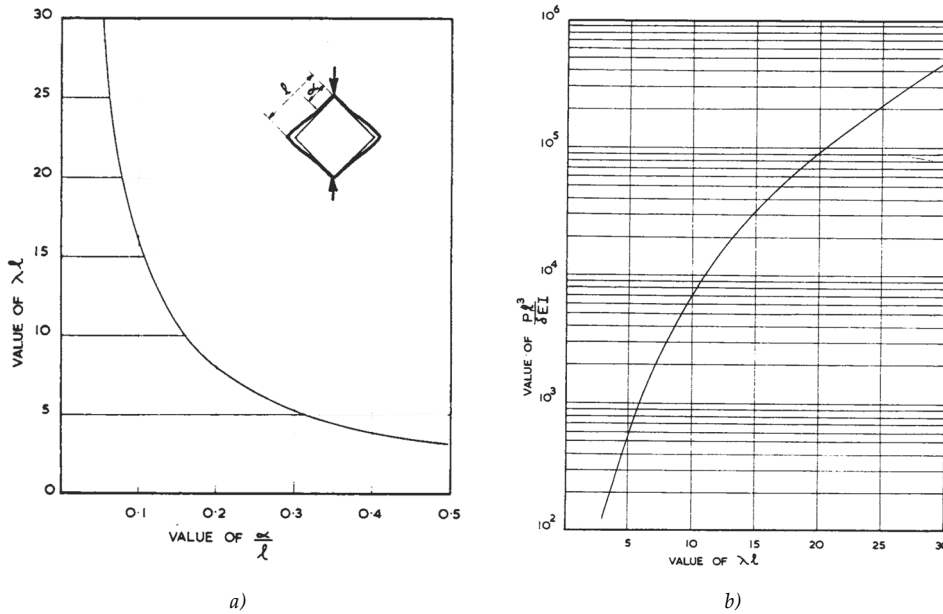 30
25
20
15
10
5
0
VALUE OF λl
l
α
0·1
0·2
0·3
0·4
0·5
VALUE OF α/l
a)
10⁶
10⁵
10⁴
10³
10²
VALUE OF Pl³/δEI
5
10
15
20
25
30
VALUE OF λl
b)